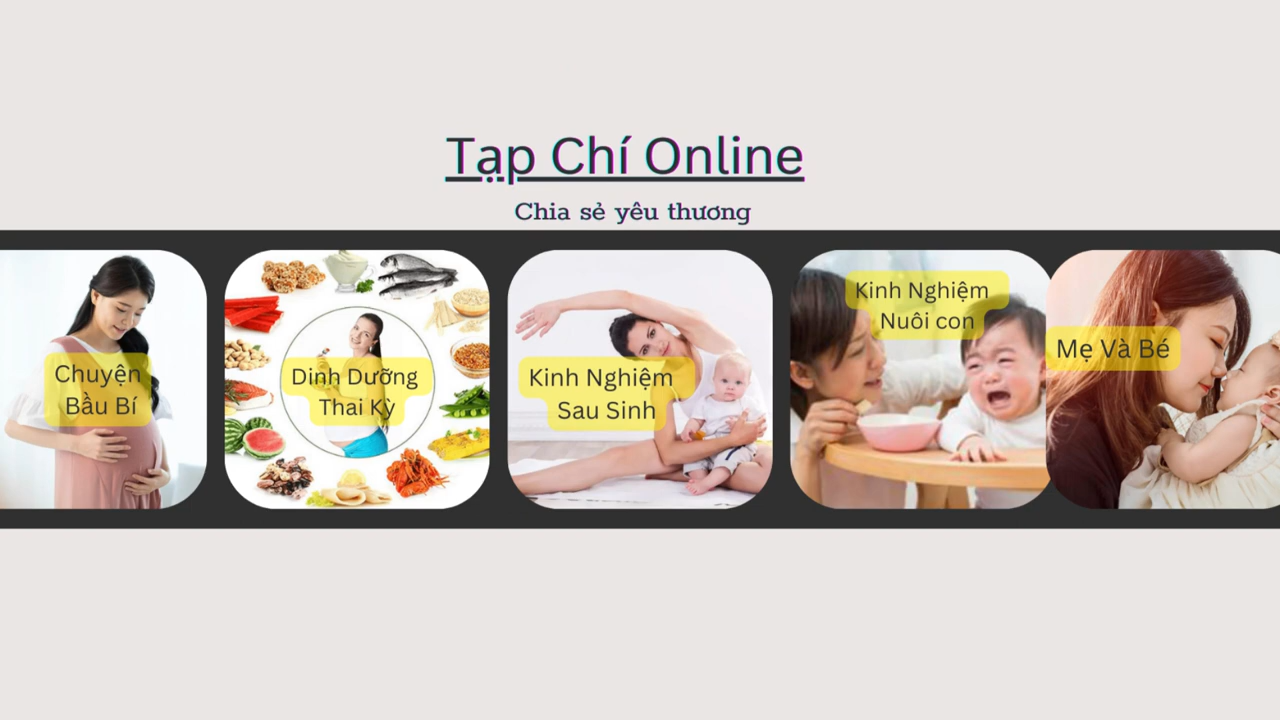 Tạp Chí Online
Chia sẻ yêu thương
Chuyện
Bầu Bí
Dinh Dưỡng
Thai Kỳ
Kinh Nghiệm
Sau Sinh
Kinh Nghiệm
Nuôi con
Mẹ Và Bé